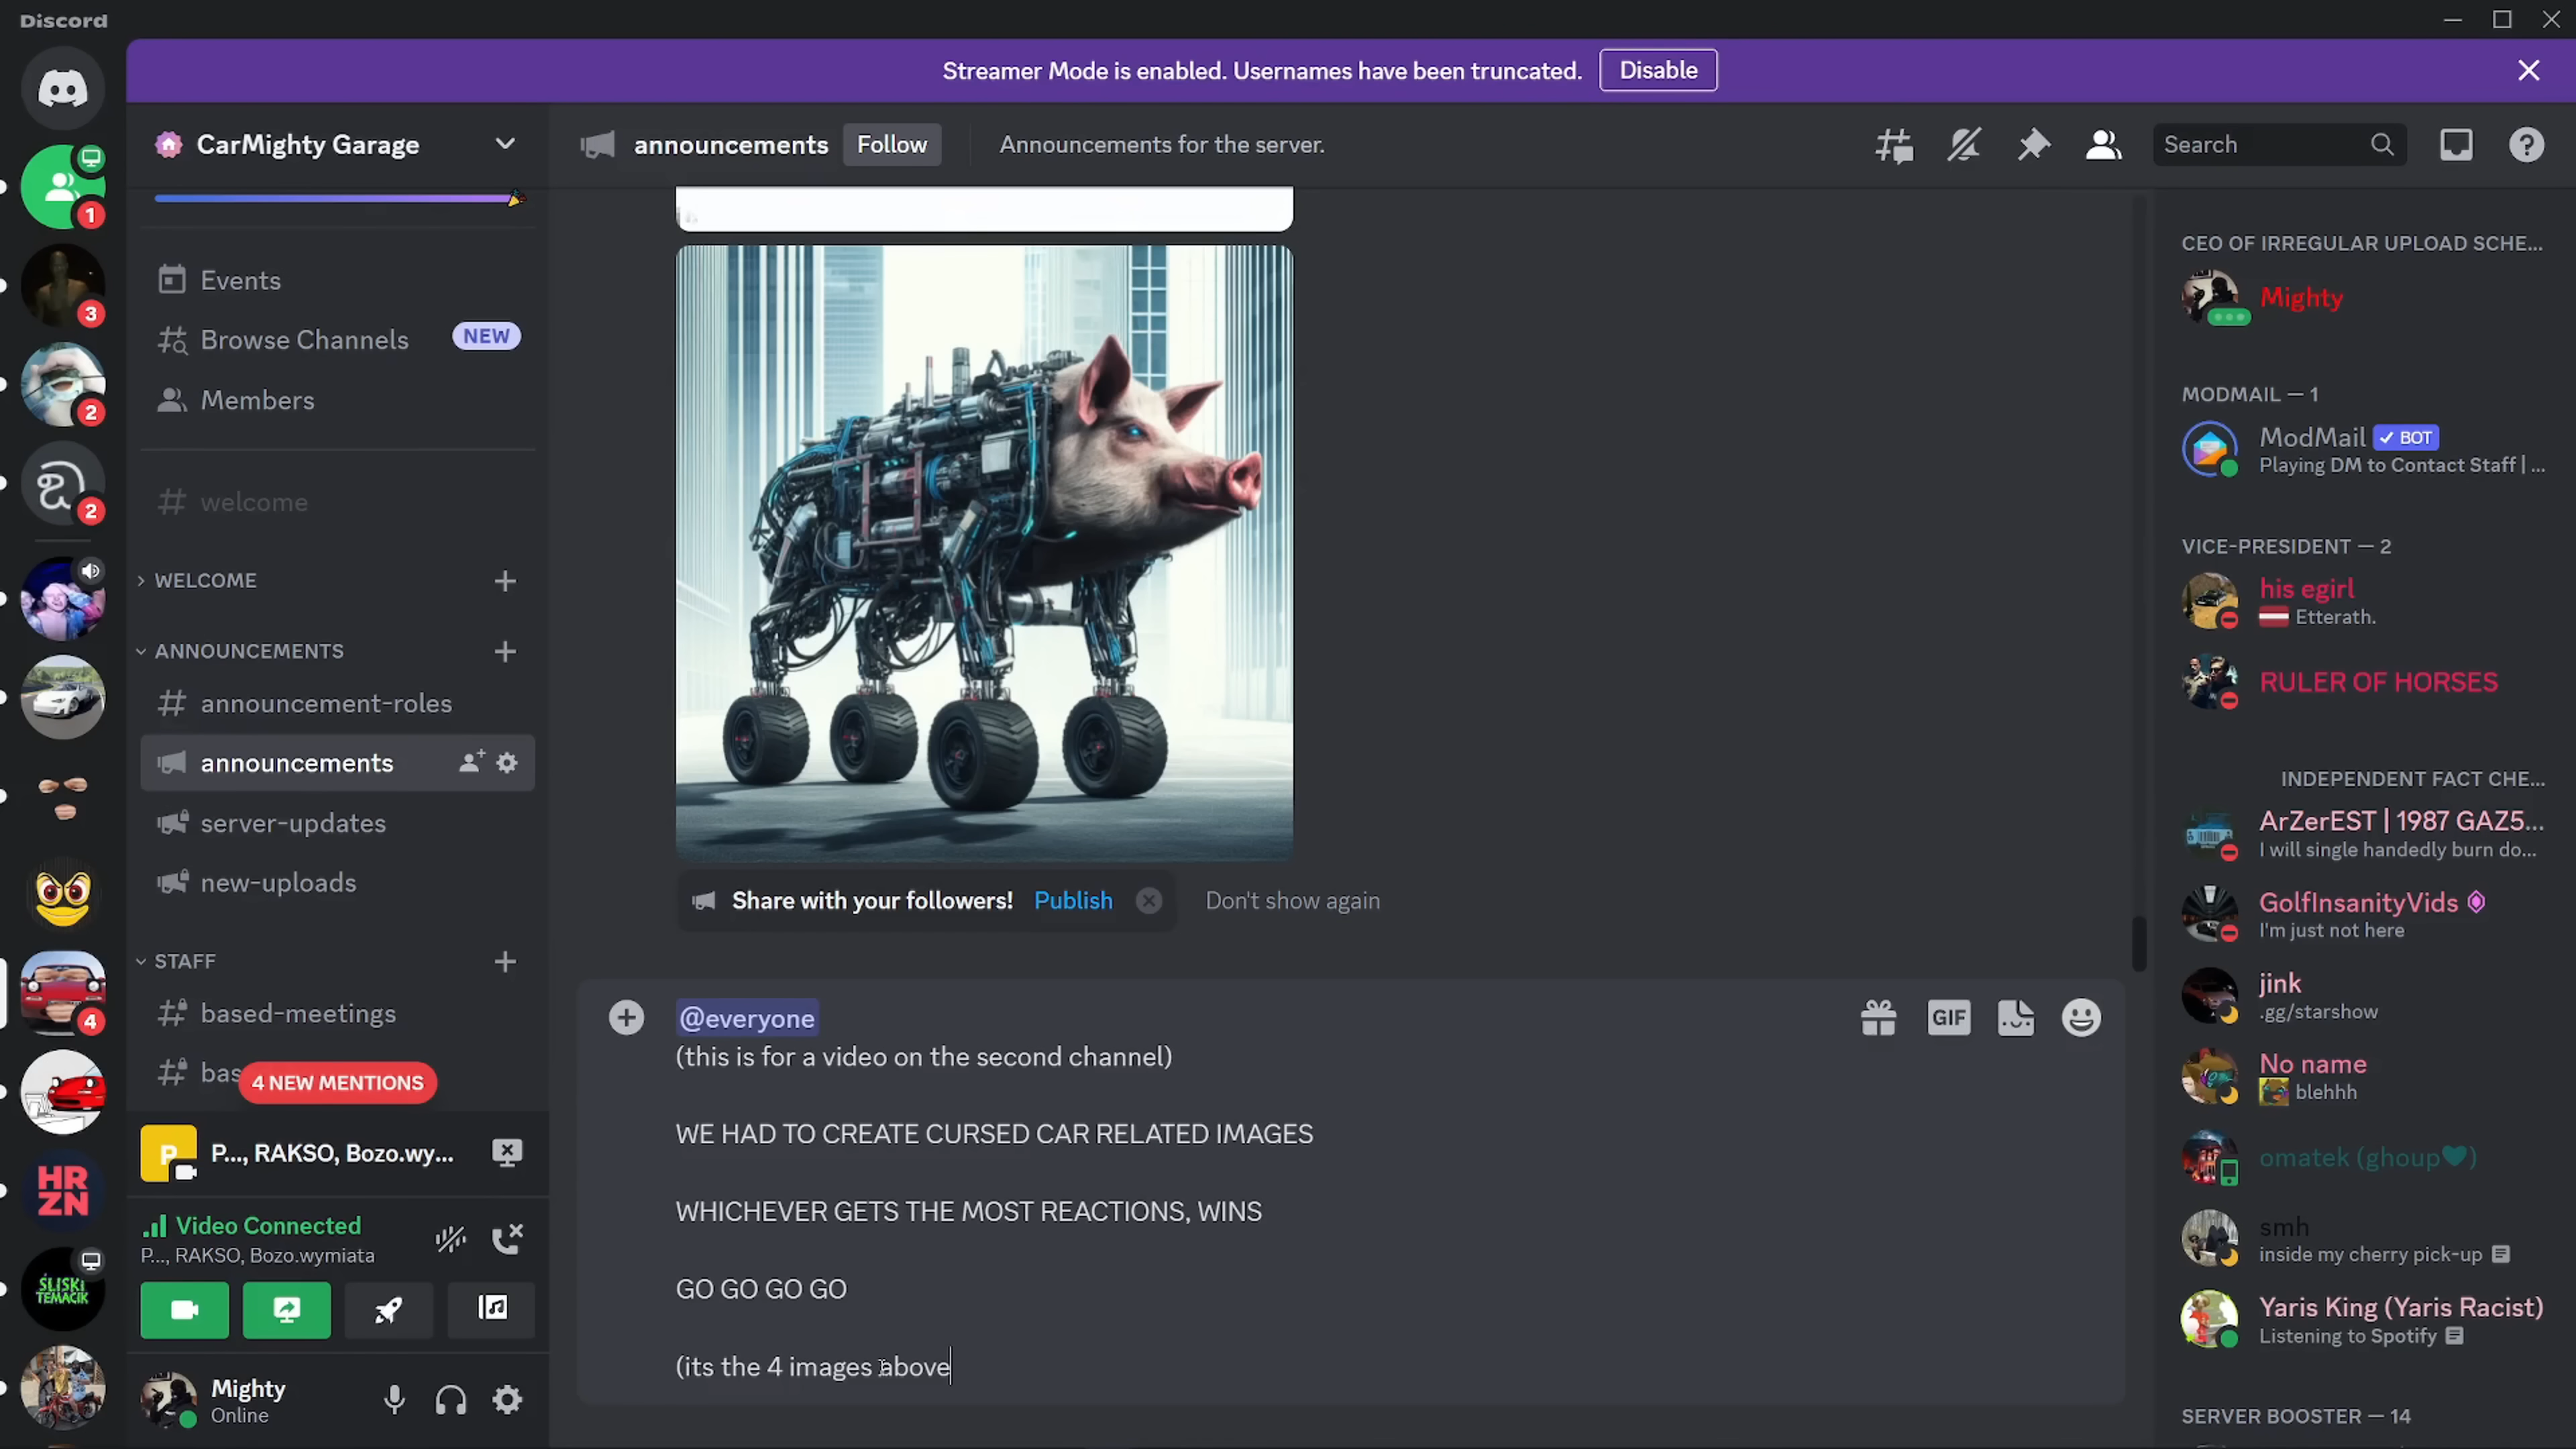 Discord
Streamer Mode is enabled. Usernames have been truncated.
Disable
CarMighty Garage
announcements
Follow
Announcements for the server.
Search
1
3
2
2
4
Events
Browse Channels
NEW
Members
welcome
WELCOME
ANNOUNCEMENTS
announcement-roles
announcements
server-updates
new-uploads
STAFF
based-meetings
bas
4 NEW MENTIONS
P
P..., RAKSO, Bozo.wy...
Video Connected
P..., RAKSO, Bozo.wymiata
Mighty
Online
HR
ZN
ŚLISKI
TEMACIK
Share with your followers!
Publish
Don't show again
@everyone
(this is for a video on the second channel)
WE HAD TO CREATE CURSED CAR RELATED IMAGES
WHICHEVER GETS THE MOST REACTIONS, WINS
GO GO GO GO
(its the 4 images above
GIF
CEO OF IRREGULAR UPLOAD SCHE...
Mighty
MODMAIL — 1
ModMail
BOT
Playing DM to Contact Staff | ...
VICE-PRESIDENT — 2
his egirl
Etterath.
RULER OF HORSES
INDEPENDENT FACT CHE...
ArZerEST | 1987 GAZ5...
I will single handedly burn do...
GolfInsanityVids
I'm just not here
jink
.gg/starshow
No name
blehhh
omatek (ghoup🖤)
smh
inside my cherry pick-up
Yaris King (Yaris Racist)
Listening to Spotify
SERVER BOOSTER — 14